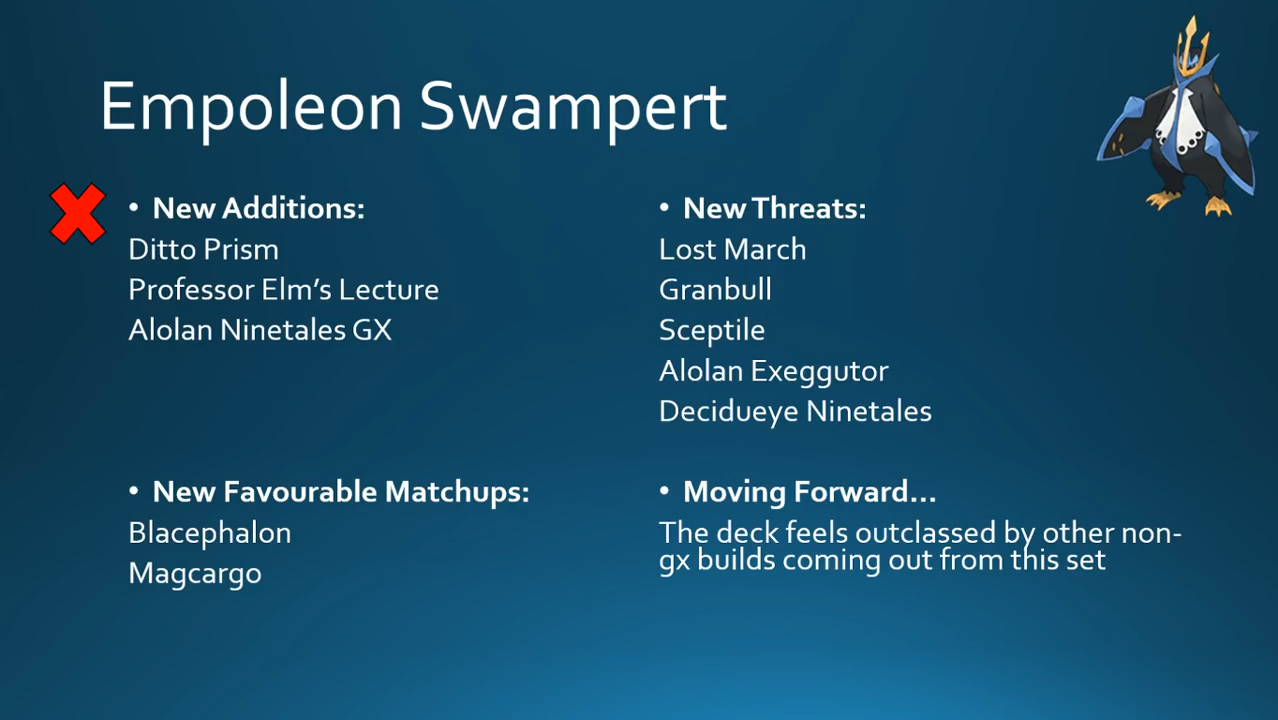 Empoleon Swampert
• New Additions:
Ditto Prism
Professor Elm’s Lecture
Alolan Ninetales GX
• New Threats:
Lost March
Granbull
Sceptile
Alolan Exeggutor
Decidueye Ninetales
• New Favourable Matchups:
Blacephalon
Magcargo
• Moving Forward…
The deck feels outclassed by other non-
gx builds coming out from this set